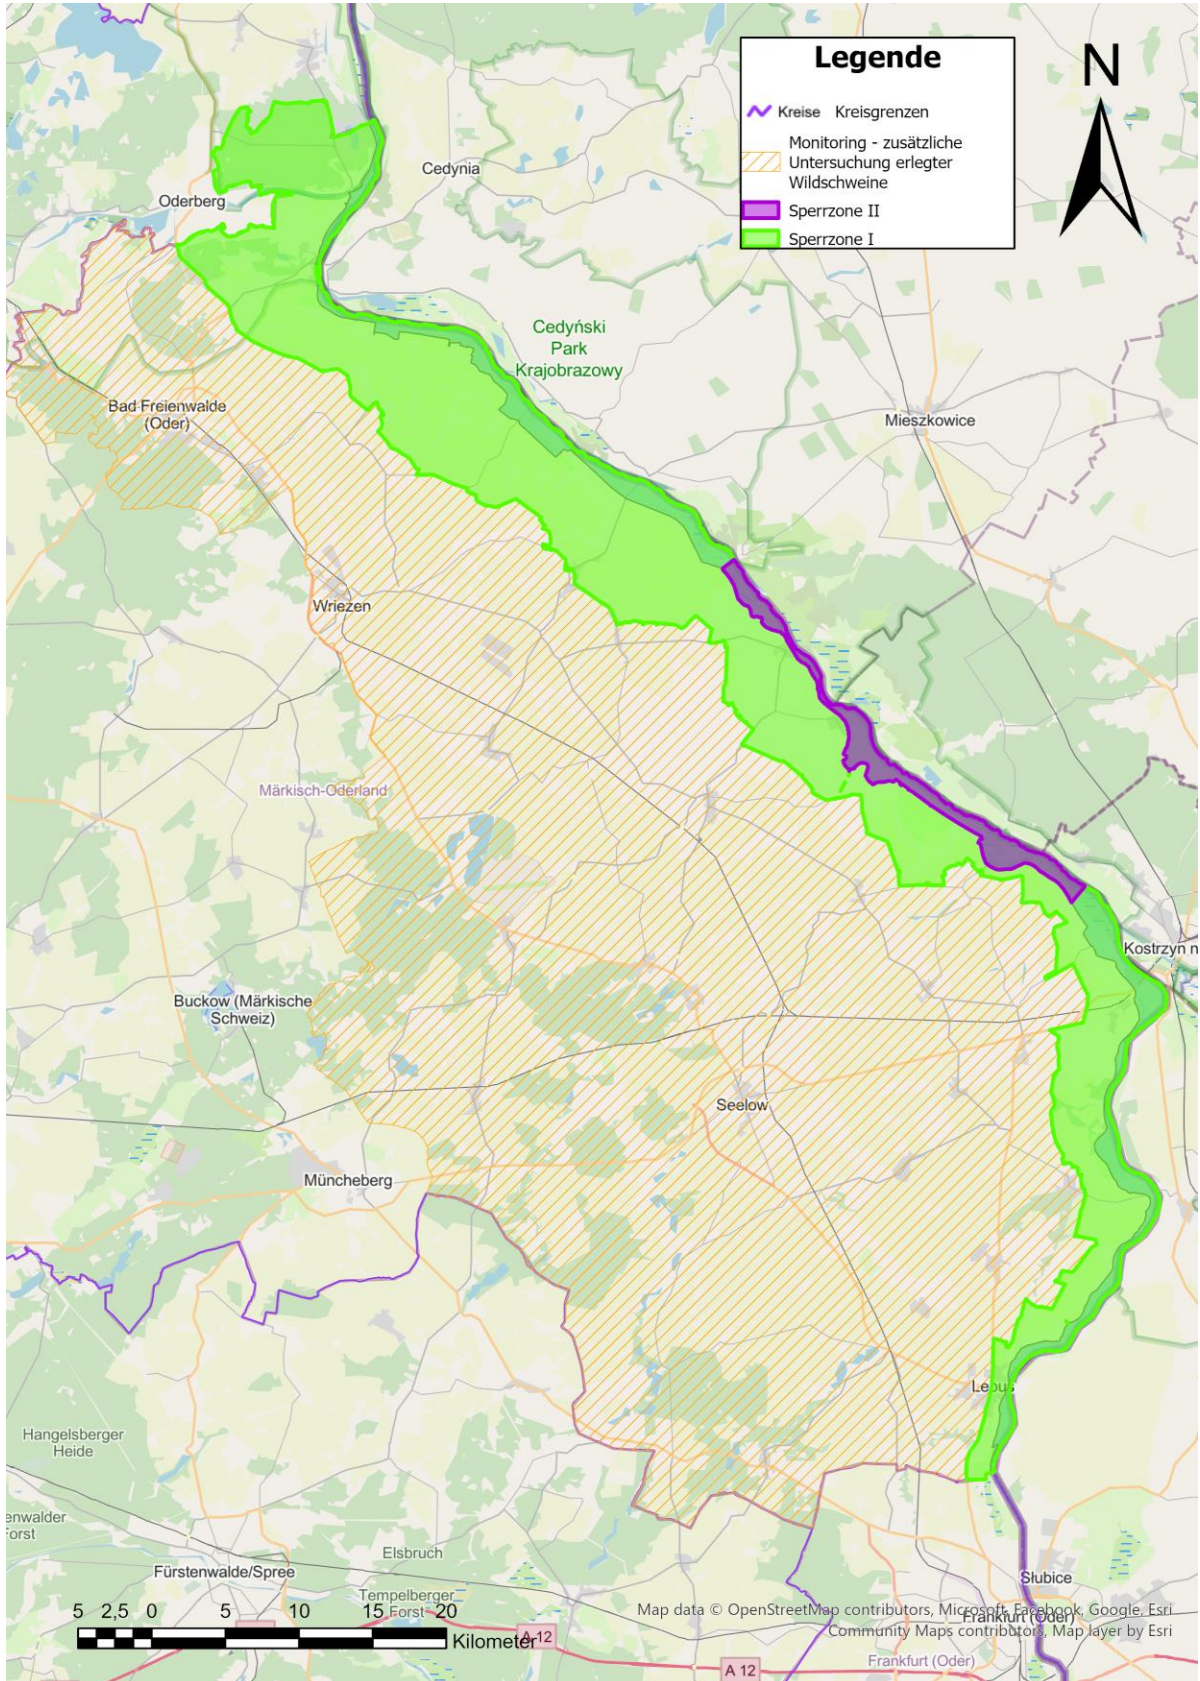 Legende
N
Kreise Kreisgrenzen
Monitoring - zusätzliche
Untersuchung erlegter
Wildschweine
Sperrzone II
Sperrzone I
Cedynia
Oderberg
Cedyński
Park
Krajobrazowy
Bad Freienwalde
(Oder)
Mieszkowice
Wriezen
Märkisch-Oderland
Kostrzyn n
Buckow (Märkische
Schweiz)
Seelow
Müncheberg
Lebus
Hangelsberger
Heide
enwalder
Forst
Elsbruch
Fürstenwalde/Spree
Tempelberger
Forst
Słubice
5 2,5 0 5 10 15 20
Kilometer
A 12
Map data © OpenStreetMap contributors, Microsoft, Facebook, Google, Esri
Frankfurt (Oder)
Community Maps contributors, Map layer by Esri
Frankfurt (Oder)
A 12